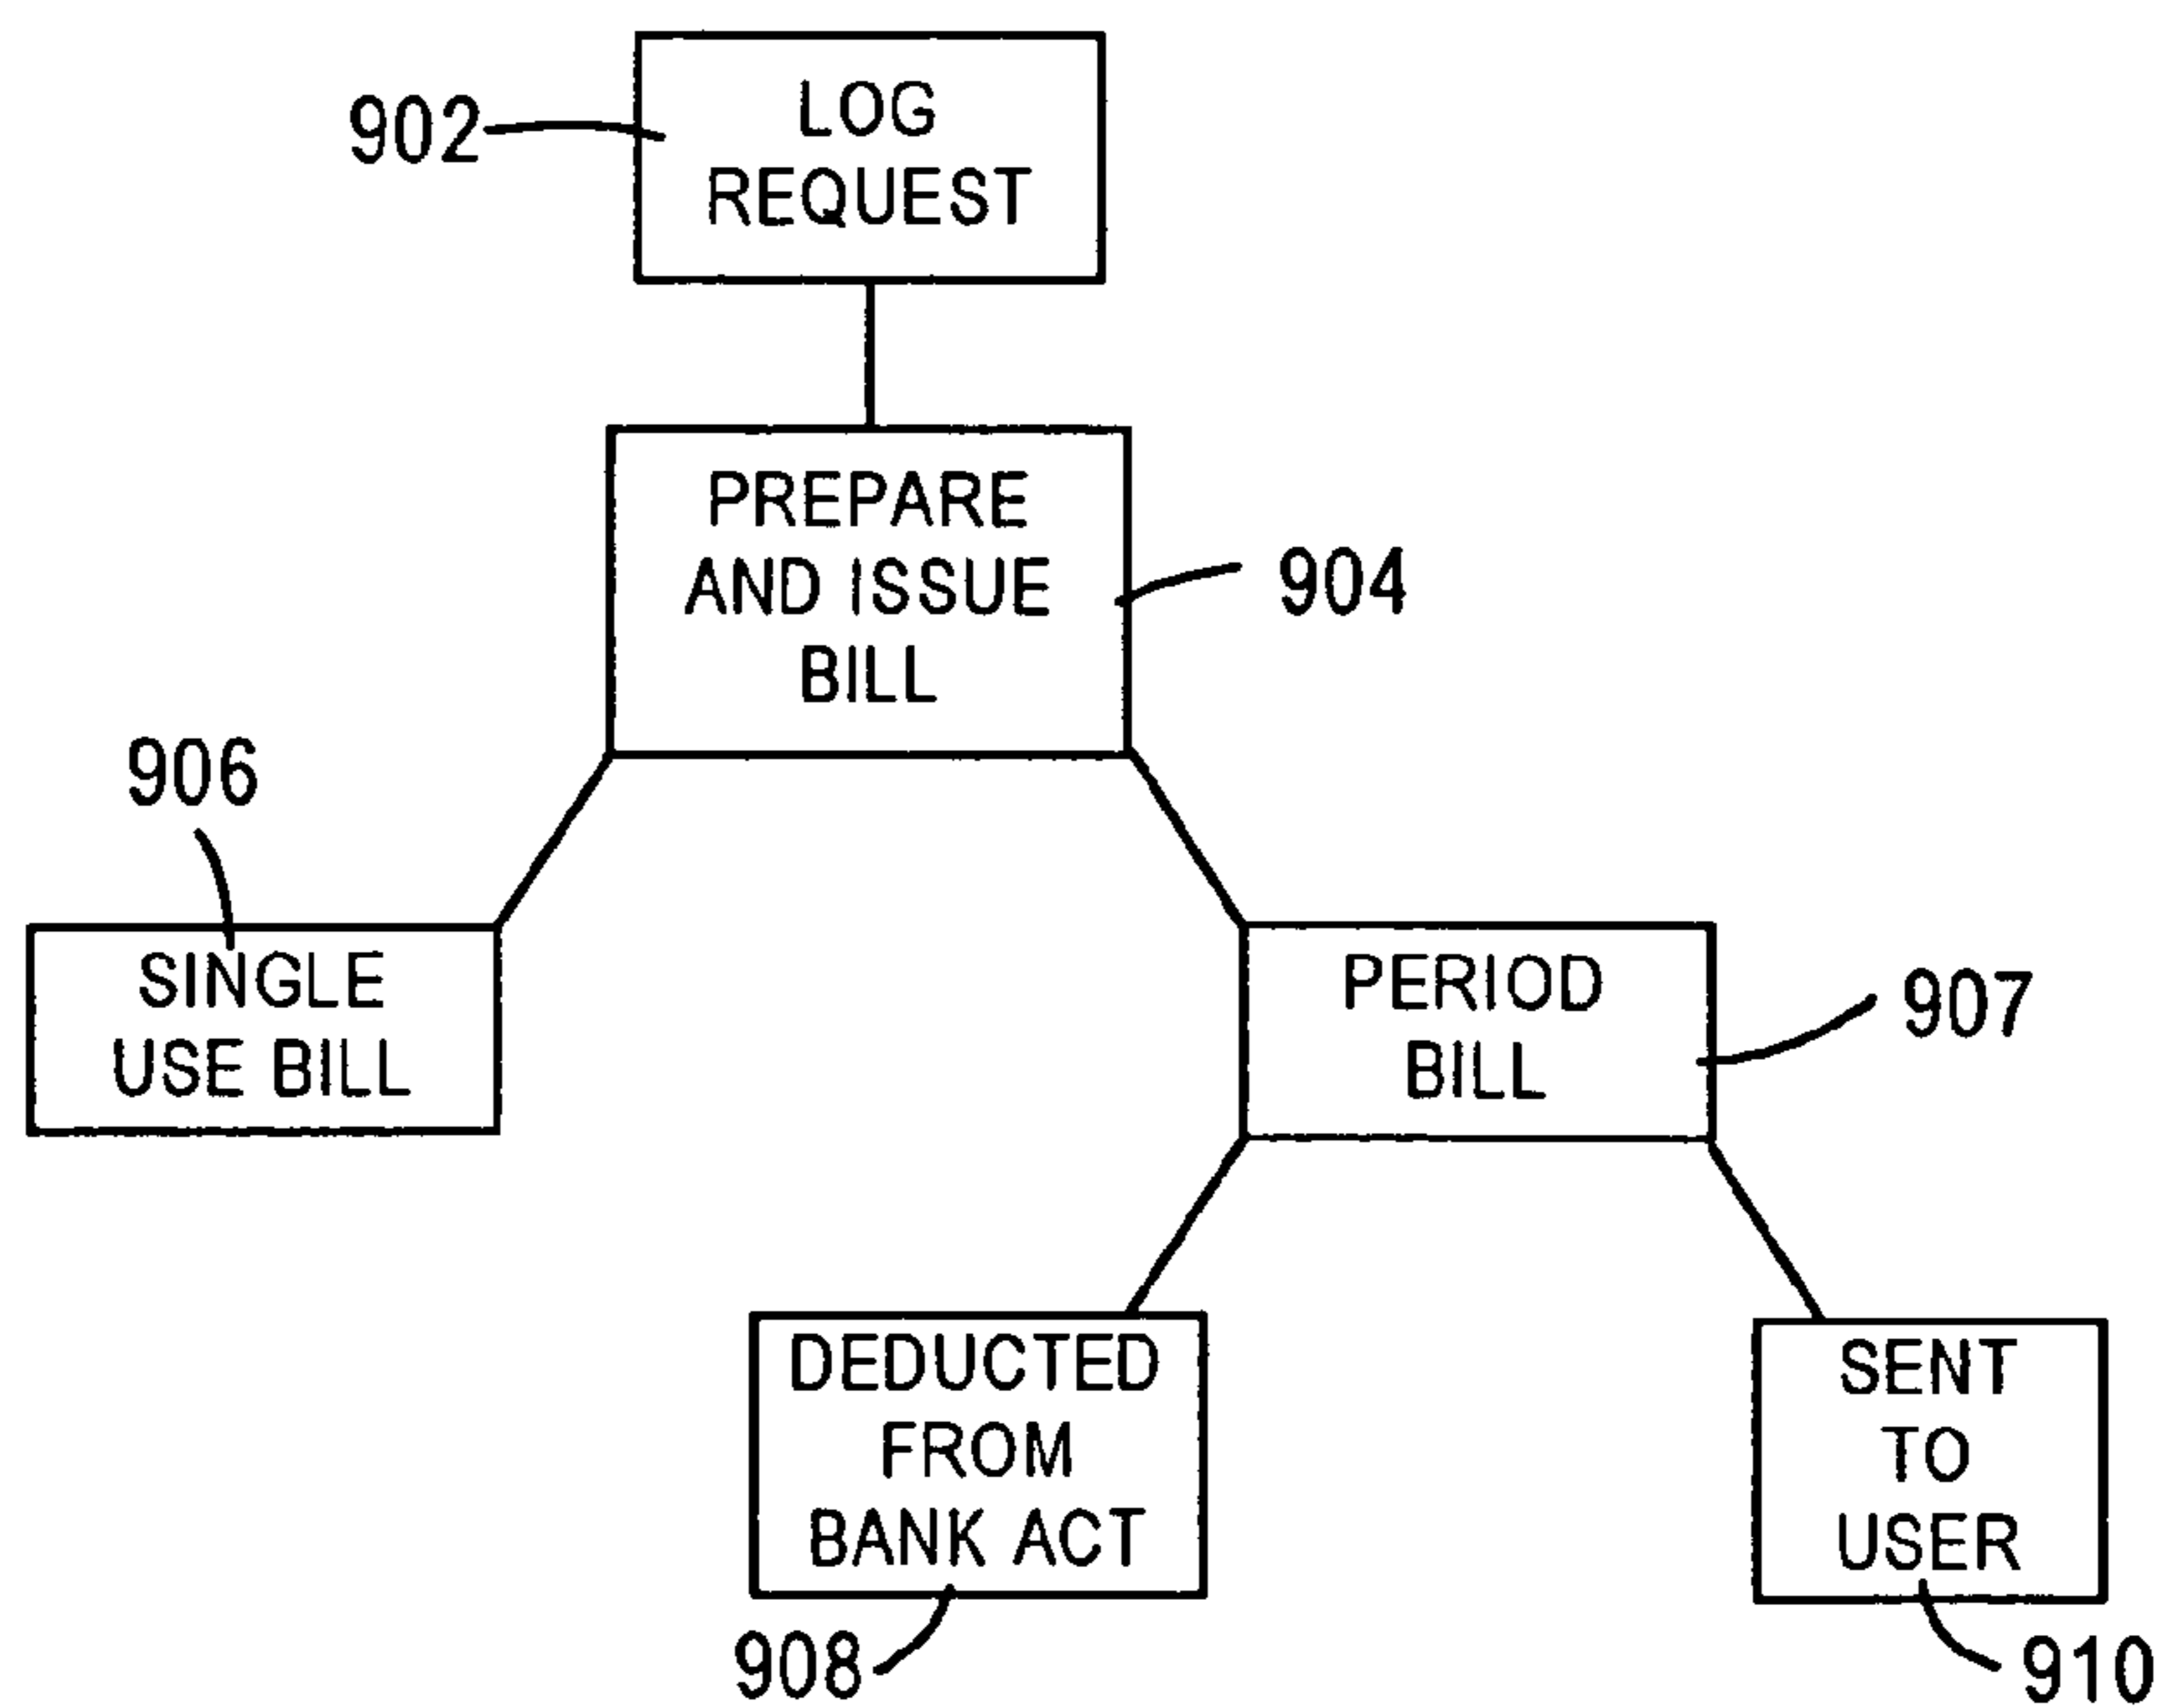 902
LOG
REQUEST
PREPARE
AND ISSUE
BILL
904
906
SINGLE
USE BILL
PERIOD
BILL
907
DEDUCTED
FROM
BANK ACT
908
SENT
TO
USER
910